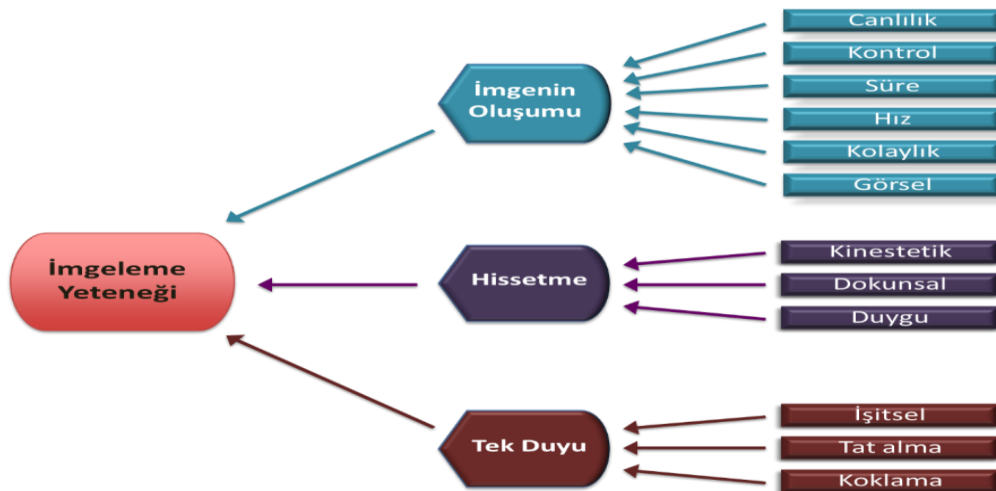 Canlılık
Kontrol
Süre
Hız
Kolaylık
Görsel
İmgenin
Oluşumu
İmgeleme
Yeteneği
Hissetme
Kinestetik
Dokunsal
Duygu
Tek Duyu
İşitsel
Tat alma
Koklama